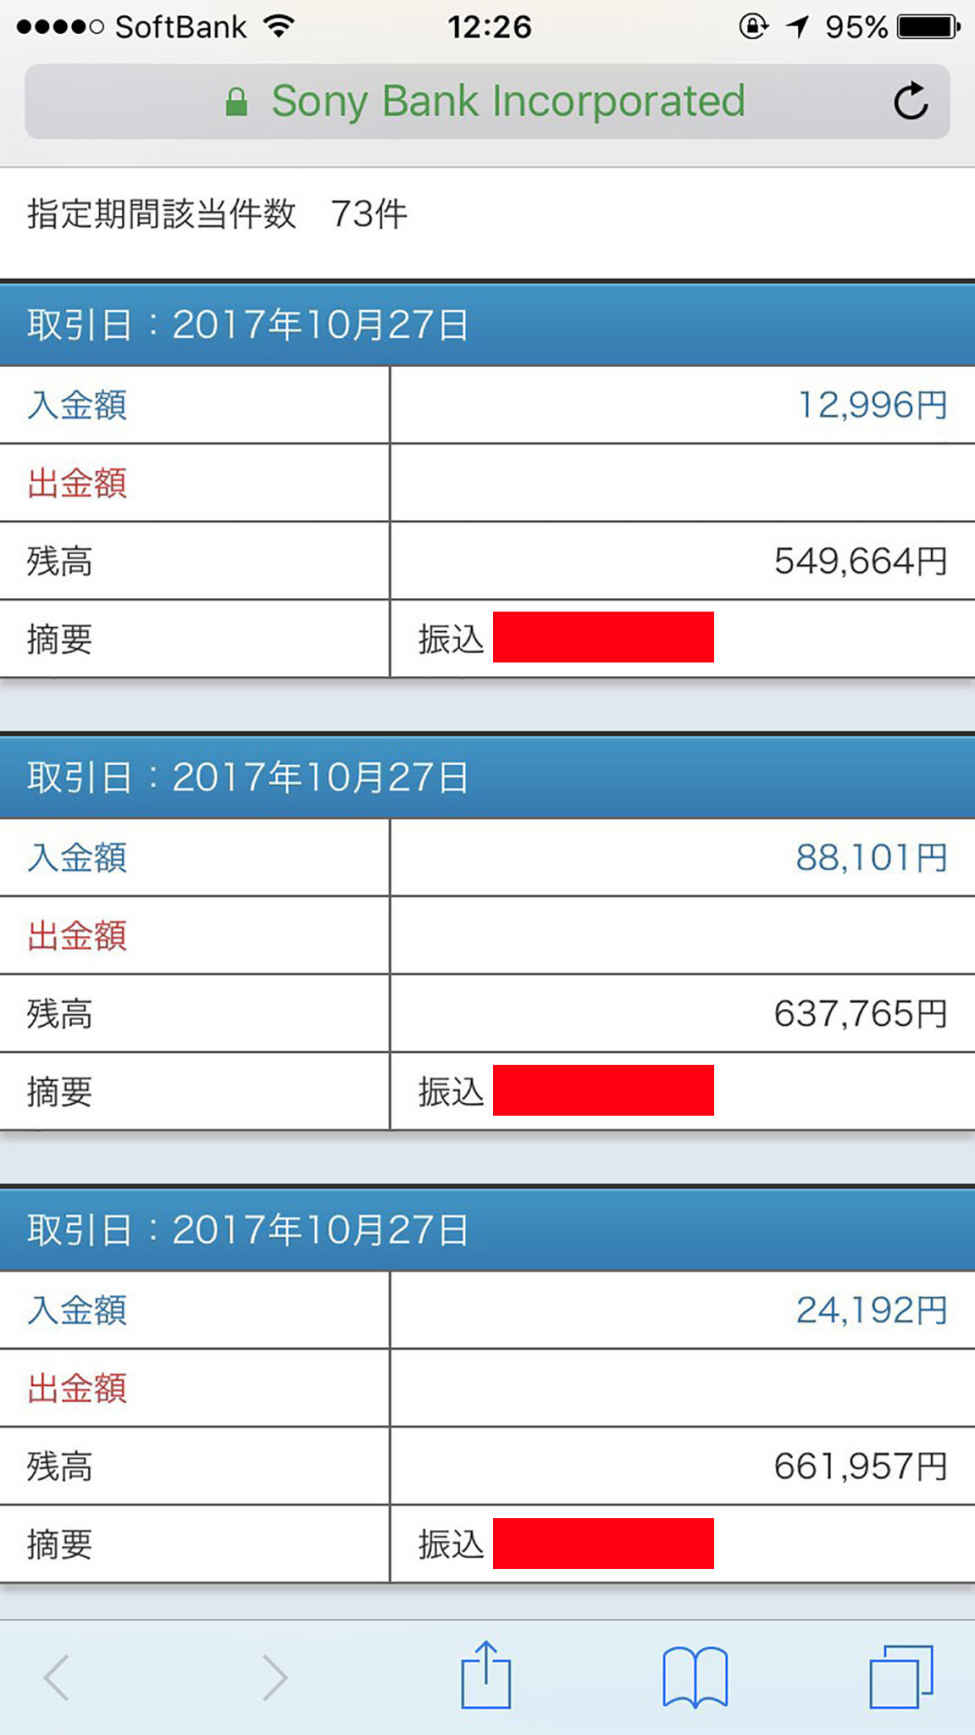 SoftBank 12:26 95%
Sony Bank Incorporated
指定期間該当件数 73件
取引日：2017年10月27日
入金額 12,996円
出金額
残高 549,664円
摘要 振込
取引日：2017年10月27日
入金額 88,101円
出金額
残高 637,765円
摘要 振込
取引日：2017年10月27日
入金額 24,192円
出金額
残高 661,957円
摘要 振込